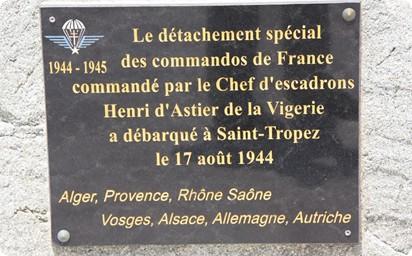 Le détachement spécial
1944 - 1945 des commandos de France
commandé par le Chef d'escadrons
Henri d'Astier de la Vigerie
a débarqué à Saint-Tropez
le 17 août 1944
Alger, Provence, Rhône Saône
Vosges, Alsace, Allemagne, Autriche